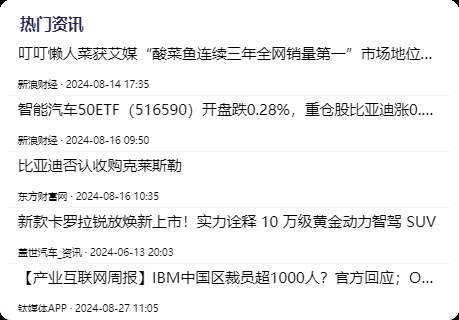 热门资讯
叮叮懒人菜获艾媒“酸菜鱼连续三年全网销量第一”市场地位...
新浪财经 · 2024-08-14 17:35
智能汽车50ETF（516590）开盘跌0.28%，重仓股比亚迪涨0....
新浪财经 · 2024-08-16 09:50
比亚迪否认收购克莱斯勒
东方财富网 · 2024-08-16 10:35
新款卡罗拉锐放焕新上市！实力诠释 10 万级黄金动力智驾 SUV
盖世汽车_资讯 · 2024-06-13 20:03
【产业互联网周报】IBM中国区裁员超1000人？官方回应；O...
钛媒体APP · 2024-08-27 11:05